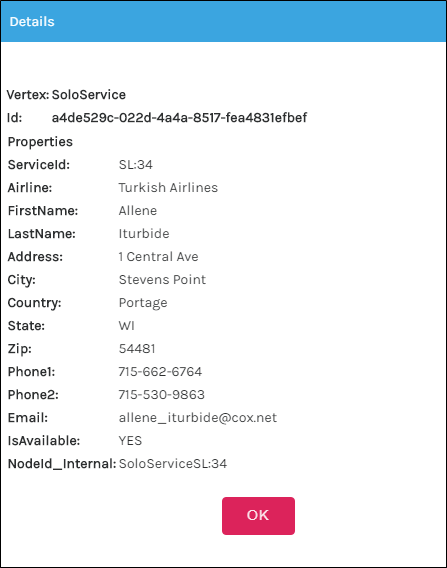 Details
Vertex: SoloService
Id: a4de529c-022d-4a4a-8517-fea4831efbef
Properties
ServiceId: SL:34
Airline: Turkish Airlines
FirstName: Allene
LastName: Iturbide
Address: 1 Central Ave
City: Stevens Point
Country: Portage
State: WI
Zip: 54481
Phone1: 715-662-6764
Phone2: 715-530-9863
Email: allene_iturbide@cox.net
IsAvailable: YES
NodeId_Internal: SoloServiceSL:34
OK